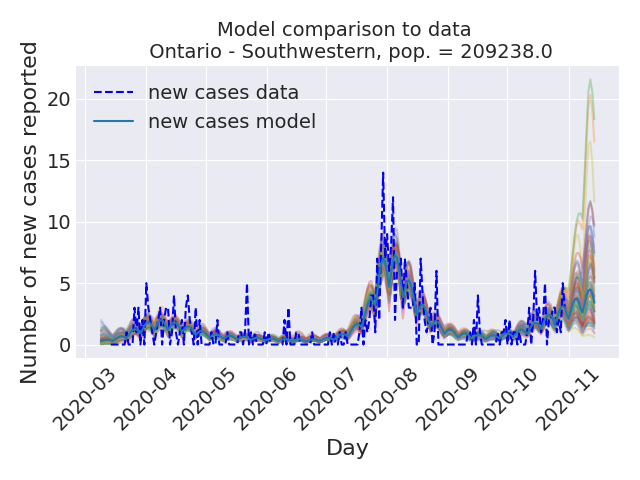 Model comparison to data
Ontario - Southwestern, pop. = 209238.0
Number of new cases reported
20
15
10
5
0
new cases data
new cases model
2020-03
2020-04
2020-05
2020-06
2020-07
2020-08
2020-09
2020-10
2020-11
Day